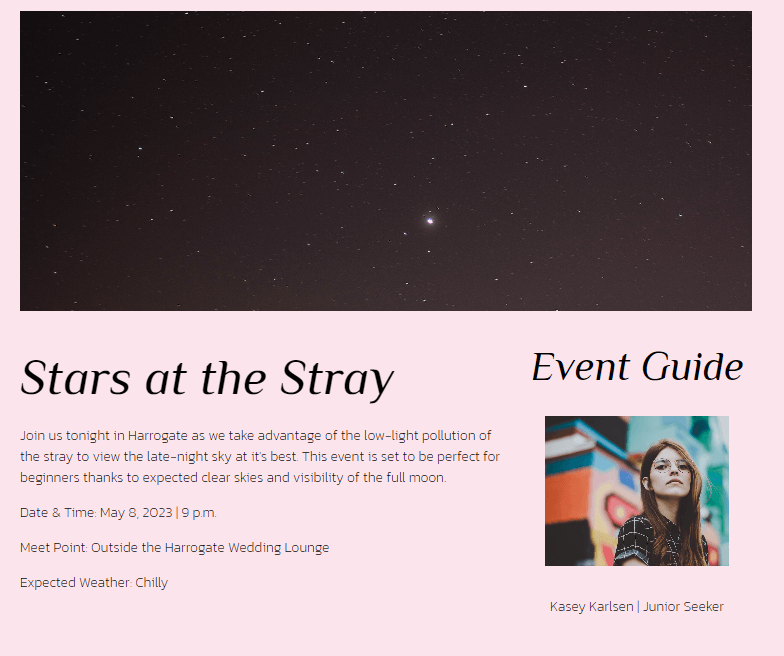 Stars at the Stray
Join us tonight in Harrogate as we take advantage of the low-light pollution of
the stray to view the late-night sky at it's best. This event is set to be perfect for
beginners thanks to expected clear skies and visibility of the full moon.
Date & Time: May 8, 2023 | 9 p.m.
Meet Point: Outside the Harrogate Wedding Lounge
Expected Weather: Chilly
Event Guide
Kasey Karlsen | Junior Seeker